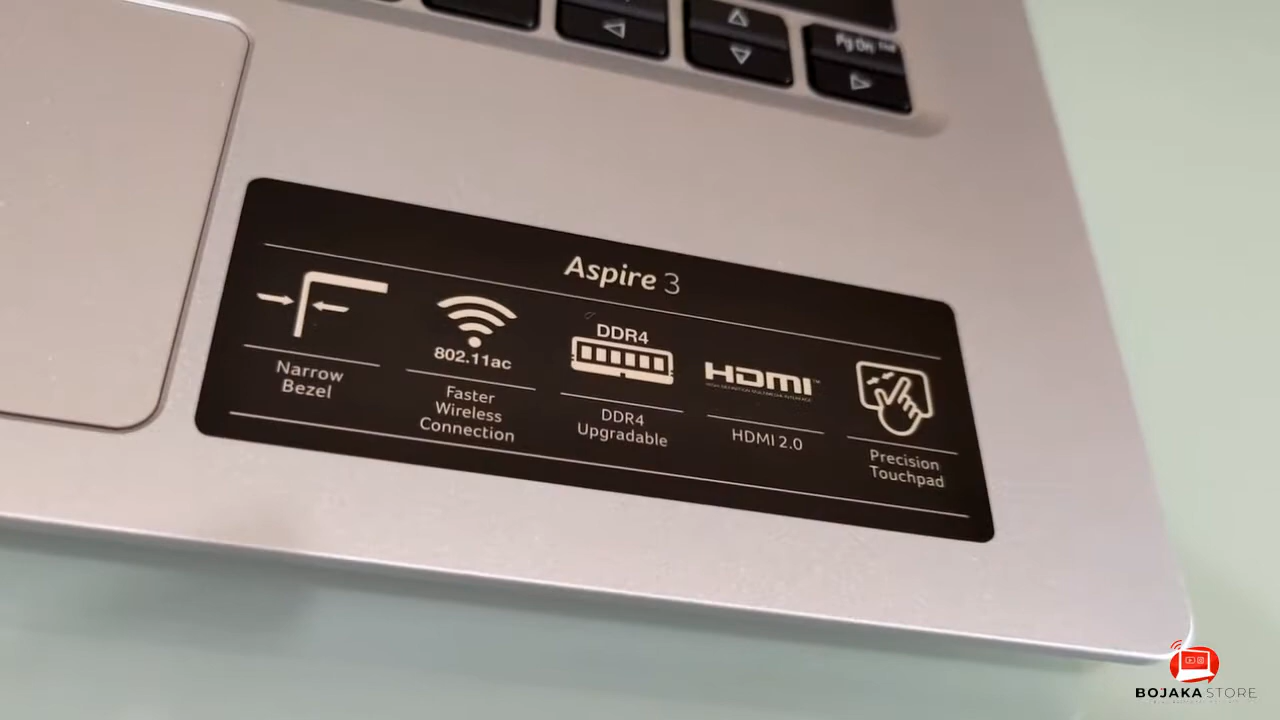 Pg Dn
Aspire 3
802.11ac
DDR4
HDMI
Narrow
Bezel
Faster
Wireless
Connection
DDR4
Upgradable
HDMI 2.0
Precision
Touchpad
BOJAKA STORE